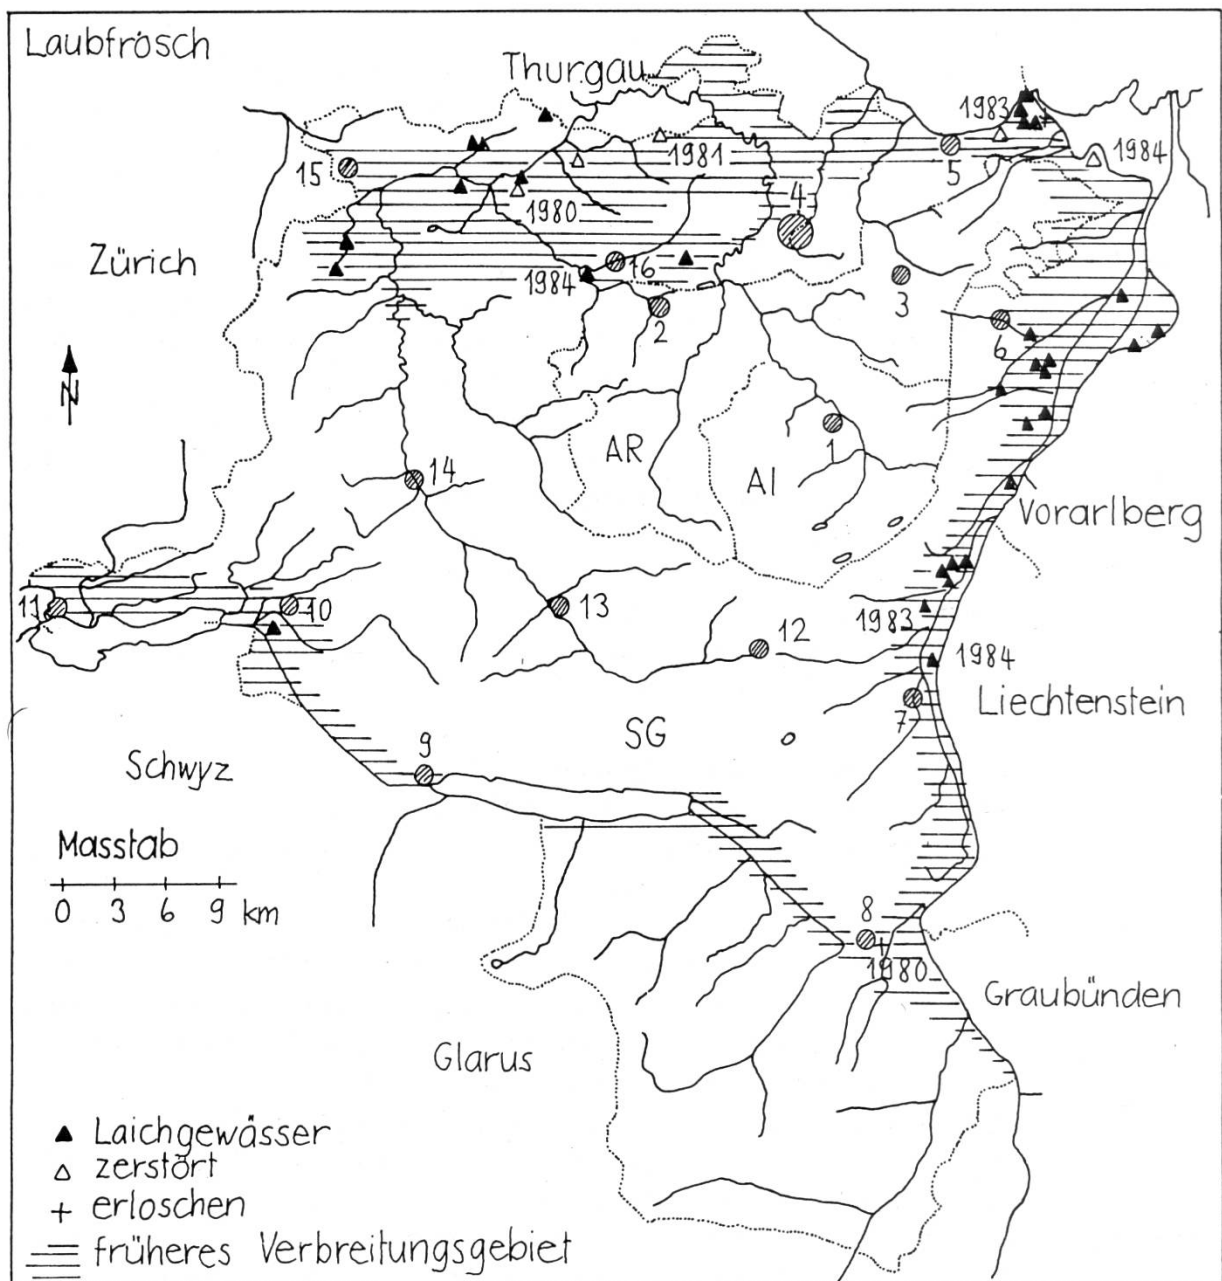 Laubfrösch
Thurgau
1983
1981
1984
15
5
4
1980
Zürich
1984
16
3
2
6
N
AR
1
AI
14
Vorarlberg
11
10
13
1983
12
1984
7
Liechtenstein
SG
9
Schwyz
Masstab
0 3 6 9 km
8
1980
Graubünden
Glarus
Laichgewässer
zerstört
erloschen
früheres Verbreitungsgebiet